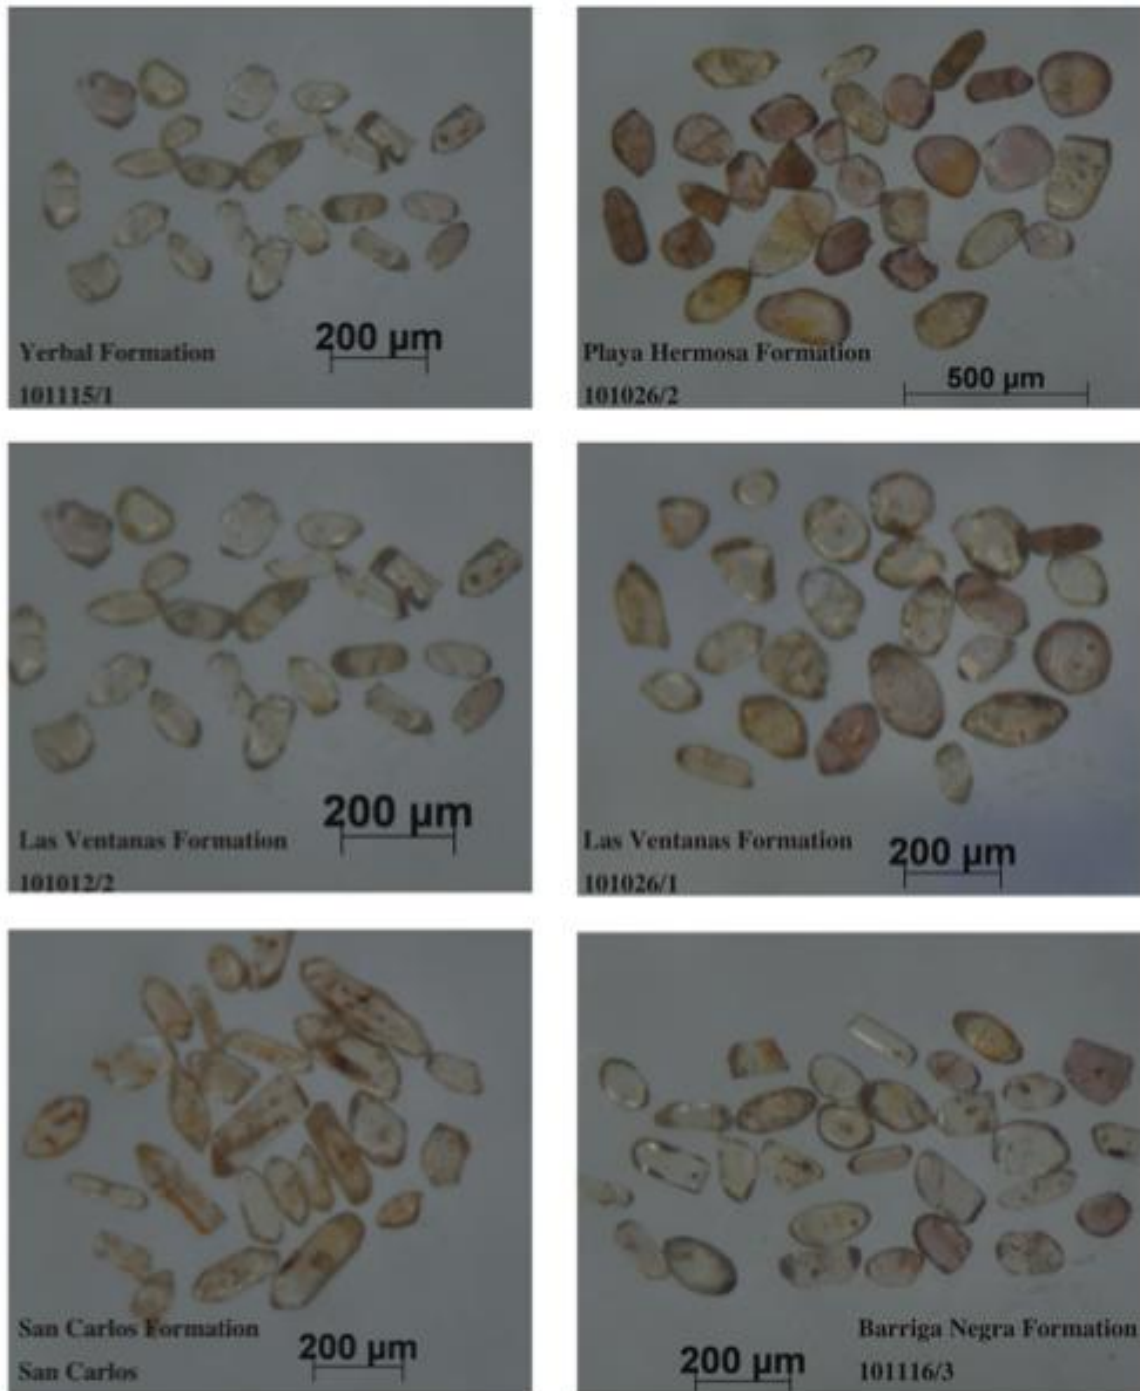 200 µm
Yerbal Formation
101115/1
Playa Hermosa Formation
500 µm
101026/2
200 µm
Las Ventanas Formation
101012/2
Las Ventanas Formation
200 µm
101026/1
San Carlos Formation
200 µm
San Carlos
Barriga Negra Formation
200 µm
101116/3